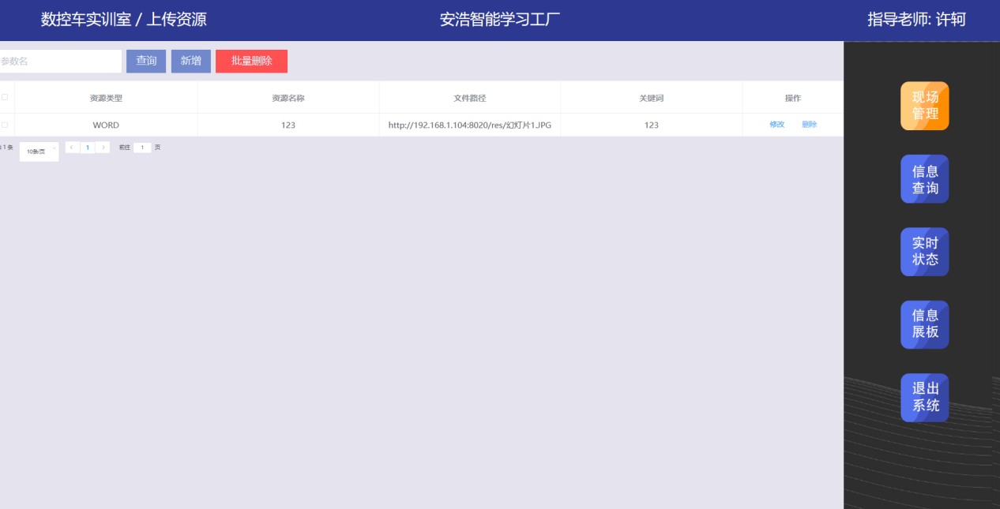 数控车实训室 / 上传资源
安浩智能学习工厂
指导老师: 许轲
参数名
查询
新增
批量删除
资源类型
资源名称
文件路径
关键词
操作
WORD
123
http://192.168.1.104:8020/res/幻灯片1.JPG
123
修改
删除
1 条
10条/页
1
前往
1
页
现场
管理
信息
查询
实时
状态
信息
展板
退出
系统